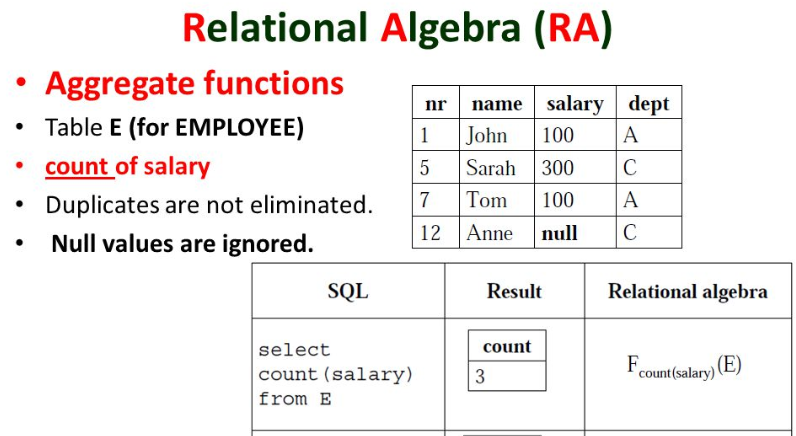 Relational Algebra (RA)
• Aggregate functions
• Table E (for EMPLOYEE)
• count of salary
• Duplicates are not eliminated.
• Null values are ignored.
nr name salary dept
1 John 100 A
5 Sarah 300 C
7 Tom 100 A
12 Anne null C
SQL Result Relational algebra
select
count(salary)
from E
count
3
F count(salary) (E)